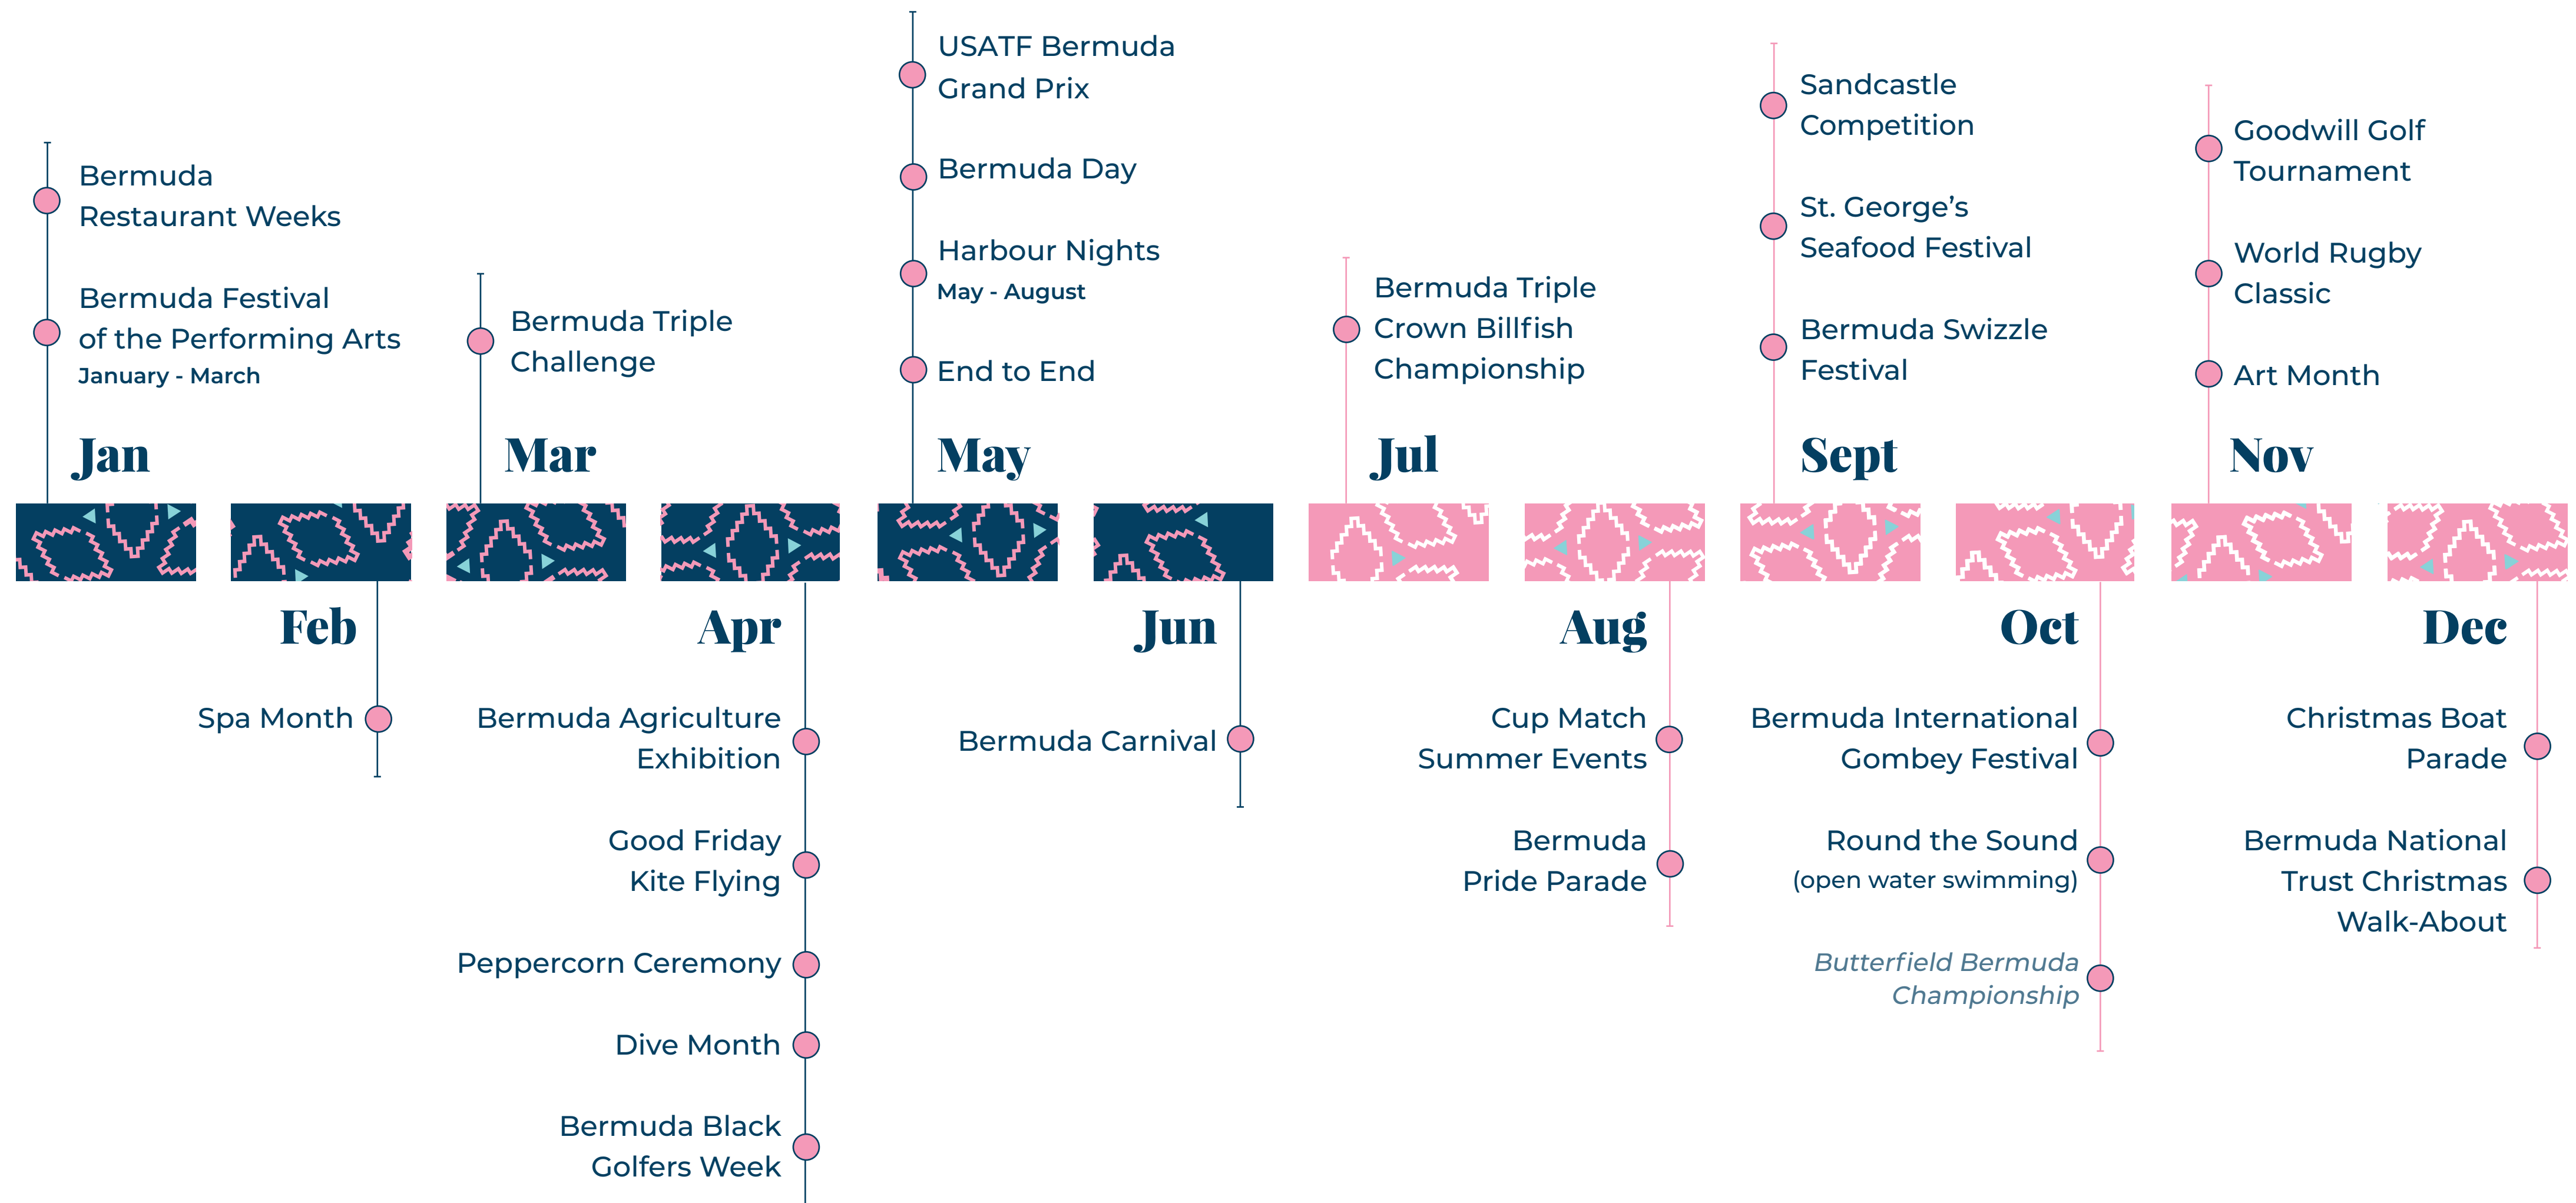 Bermuda
Restaurant Weeks
Bermuda Festival
of the Performing Arts
January - March
Jan
Feb
Spa Month
Bermuda Triple
Challenge
Mar
Apr
Bermuda Agriculture
Exhibition
Good Friday
Kite Flying
Peppercorn Ceremony
Dive Month
Bermuda Black
Golfers Week
USATF Bermuda
Grand Prix
Bermuda Day
Harbour Nights
May - August
End to End
May
Jun
Bermuda Carnival
Bermuda Triple
Crown Billfish
Championship
Jul
Aug
Cup Match
Summer Events
Bermuda
Pride Parade
Sandcastle
Competition
St. George’s
Seafood Festival
Bermuda Swizzle
Festival
Sept
Oct
Bermuda International
Gombey Festival
Round the Sound
(open water swimming)
Butterfield Bermuda
Championship
Goodwill Golf
Tournament
World Rugby
Classic
Art Month
Nov
Dec
Christmas Boat
Parade
Bermuda National
Trust Christmas
Walk-About